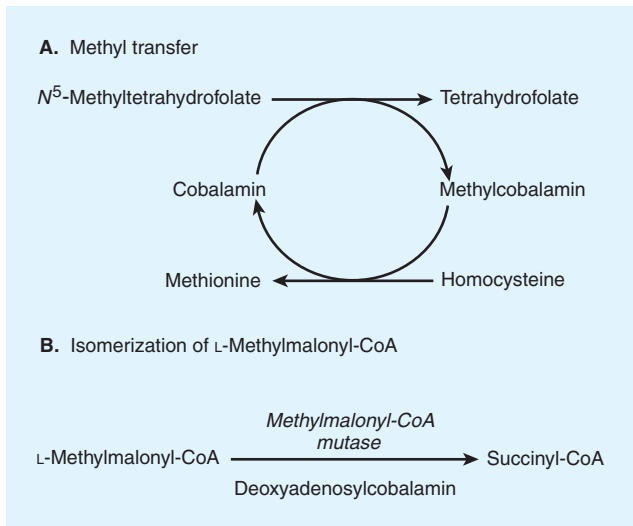 A. Methyl transfer
N5-Methyltetrahydrofolate Tetrahydrofolate
Cobalamin Methylcobalamin
Methionine Homocysteine
B. Isomerization of L-Methylmalonyl-CoA
Methylmalonyl-CoA
mutase
L-Methylmalonyl-CoA Succinyl-CoA
Deoxyadenosylcobalamin